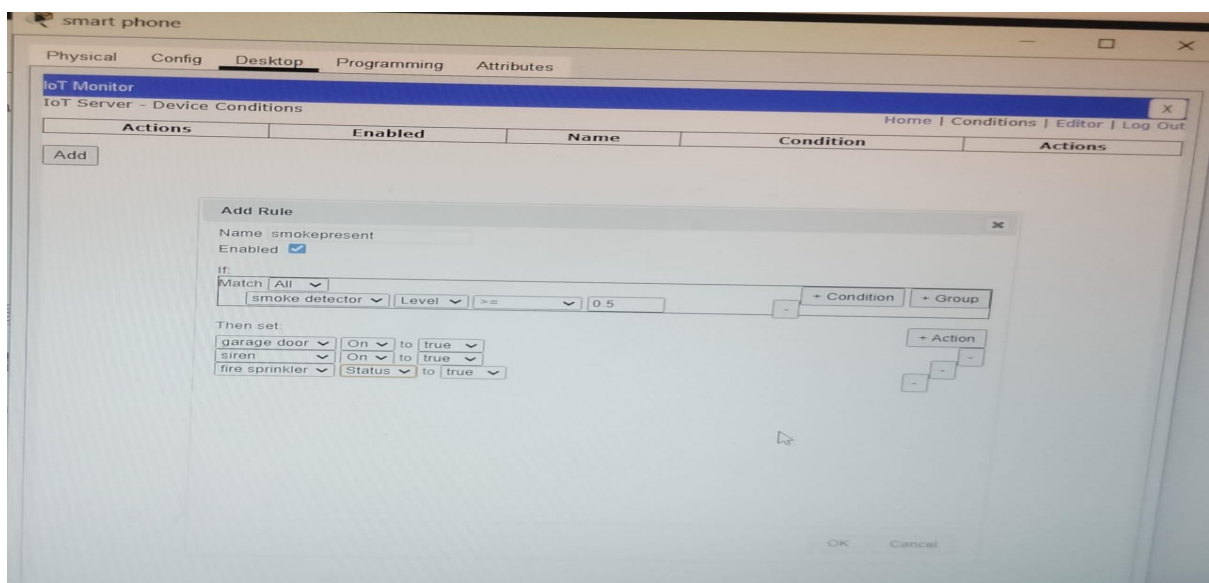 smart phone
Physical Config Desktop Programming Attributes
IoT Monitor
X
IoT Server - Device Conditions
Home | Conditions | Editor | Log Out
Actions Enabled Name Condition Actions
Add
Add Rule
Name smokepresent
Enabled
If:
Match All
+ Condition + Group
smoke detector Level >= 0.5 -
Then set:
+ Action
garage door On to true -
siren On to true -
fire sprinkler Status to true -
OK Cancel